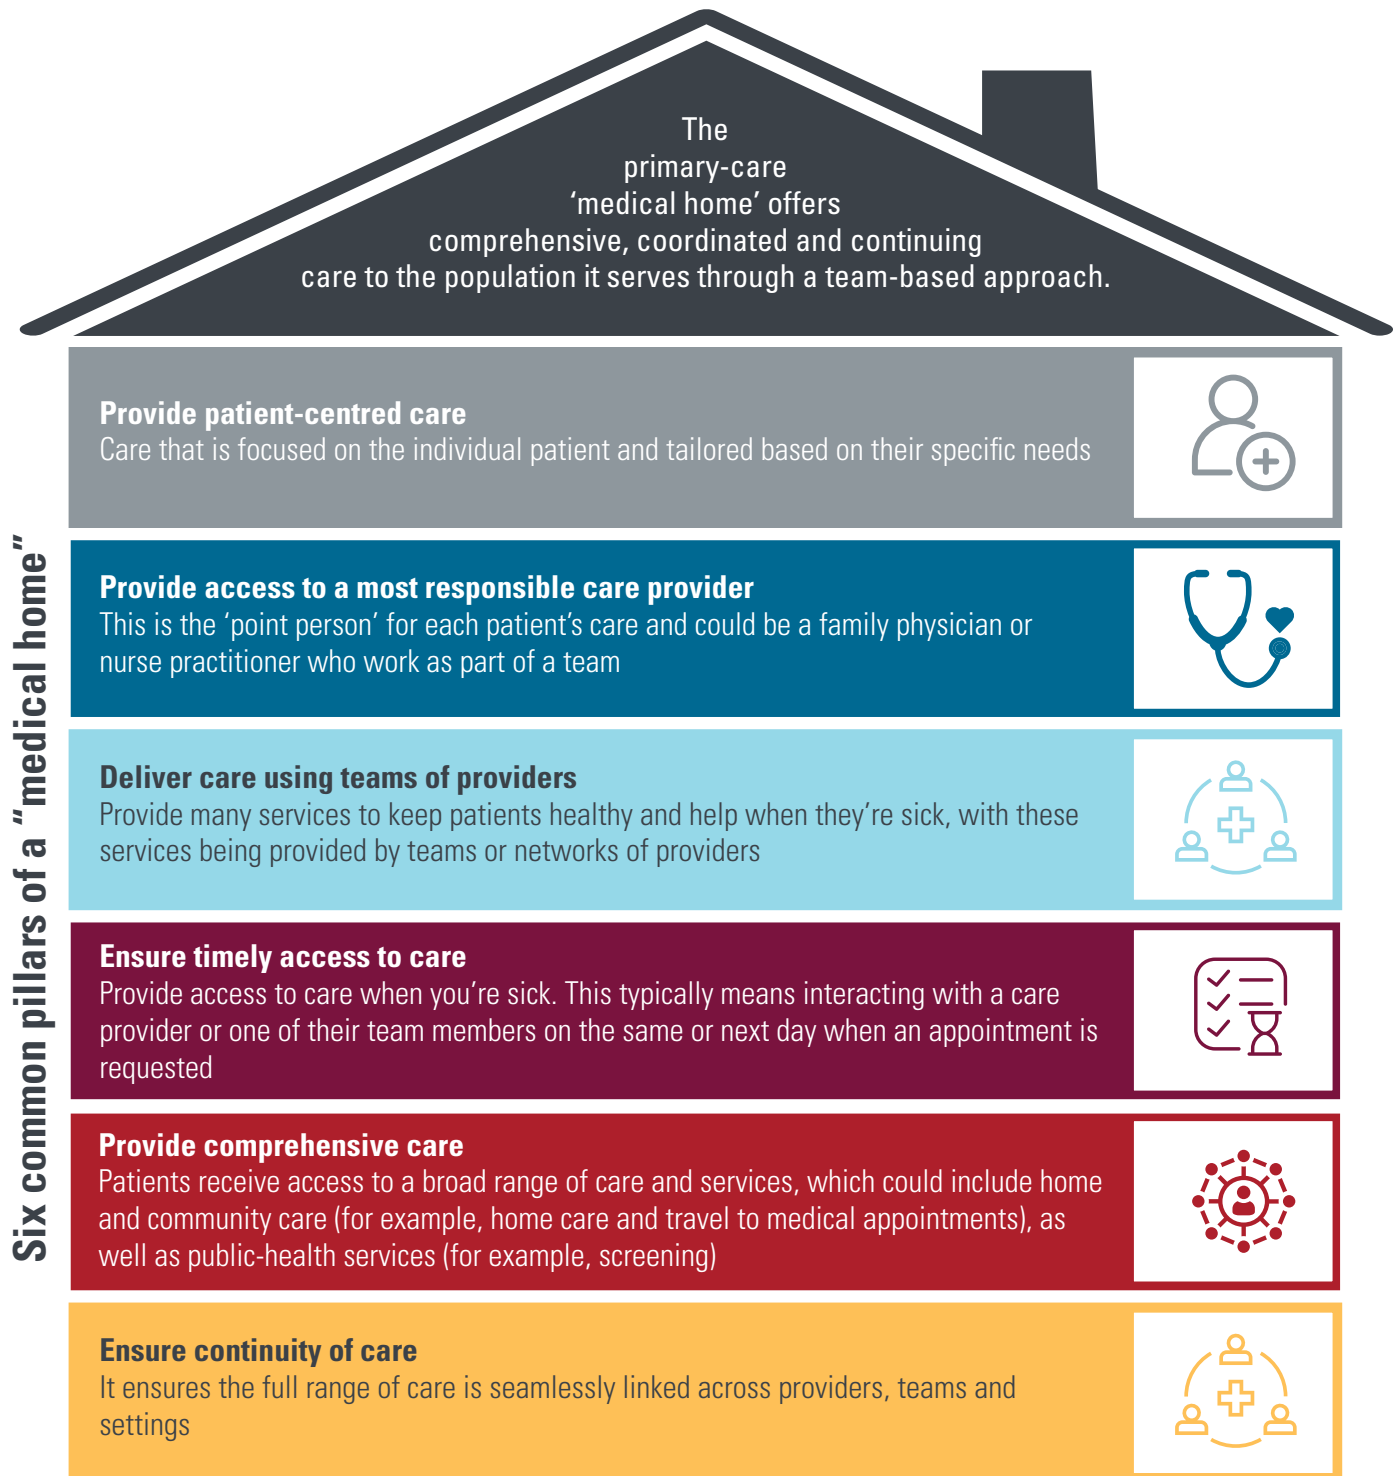 The
primary-care
‘medical home’ offers
comprehensive, coordinated and continuing
care to the population it serves through a team-based approach.
Six common pillars of a "medical home"
Provide patient-centred care
Care that is focused on the individual patient and tailored based on their specific needs
Provide access to a most responsible care provider
This is the ‘point person’ for each patient’s care and could be a family physician or
nurse practitioner who work as part of a team
Deliver care using teams of providers
Provide many services to keep patients healthy and help when they’re sick, with these
services being provided by teams or networks of providers
Ensure timely access to care
Provide access to care when you’re sick. This typically means interacting with a care
provider or one of their team members on the same or next day when an appointment is
requested
Provide comprehensive care
Patients receive access to a broad range of care and services, which could include home
and community care (for example, home care and travel to medical appointments), as
well as public-health services (for example, screening)
Ensure continuity of care
It ensures the full range of care is seamlessly linked across providers, teams and
settings